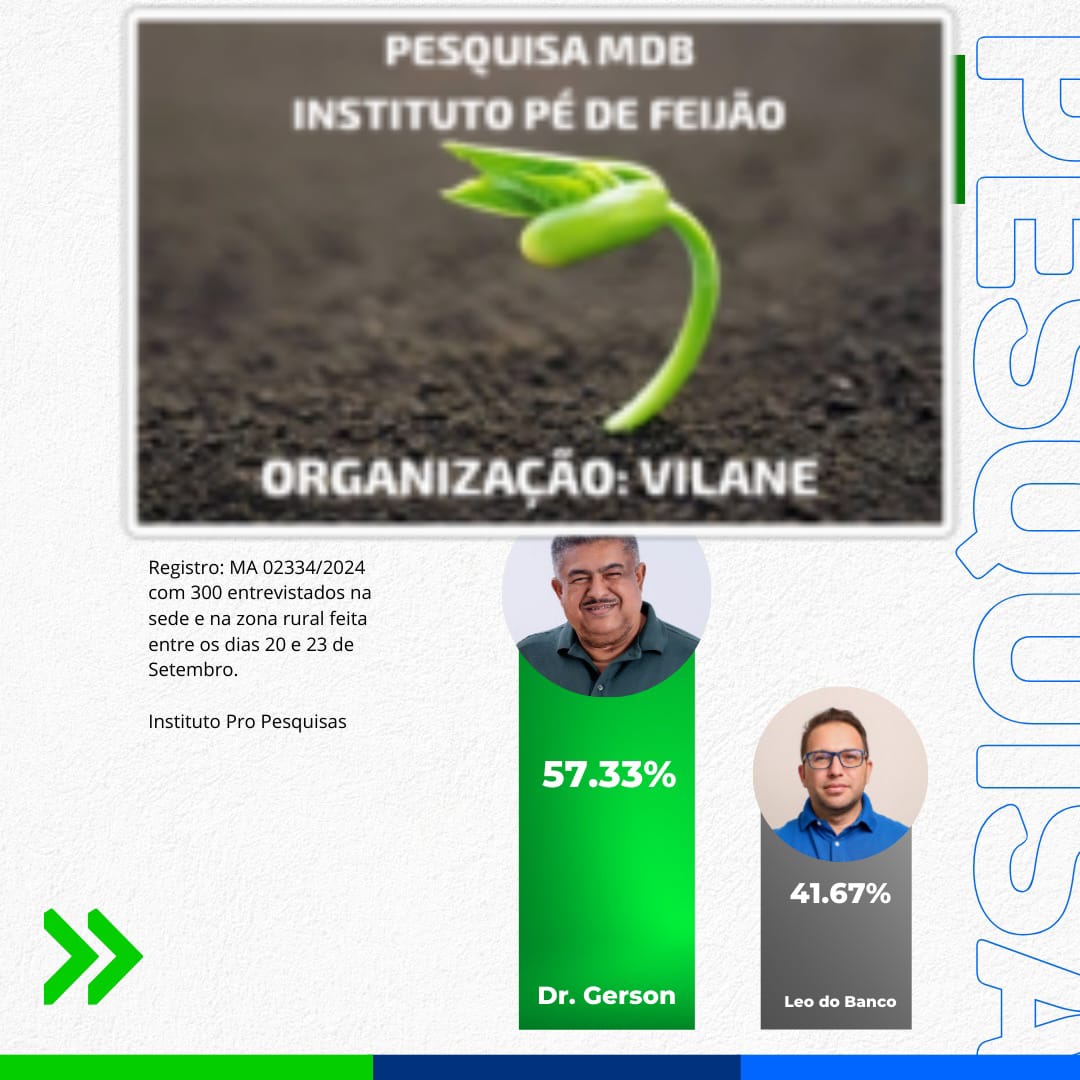 PESQUISA MDB
INSTITUTO PÉ DE FEIJÃO
ORGANIZAÇÃO: VILANE
Registro: MA 02334/2024
com 300 entrevistados na
sede e na zona rural feita
entre os dias 20 e 23 de
Setembro.
Instituto Pro Pesquisas
57.33%
Dr. Gerson
41.67%
Leo do Banco
PESQUISA